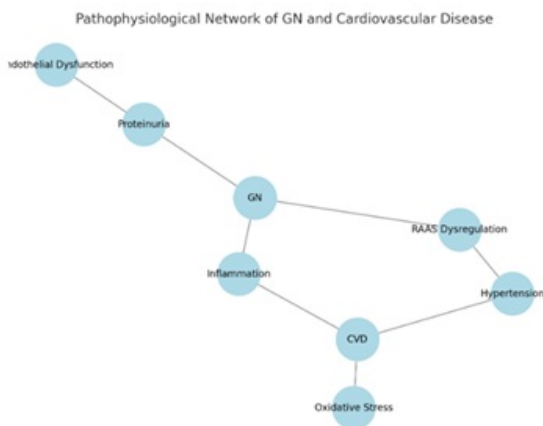 Pathophysiological Network of GN and Cardiovascular Disease
ndothelial Dysfunction
Proteinuria
GN
RAAS Dysregulation
Inflammation
Hypertension
CVD
Oxidative Stress